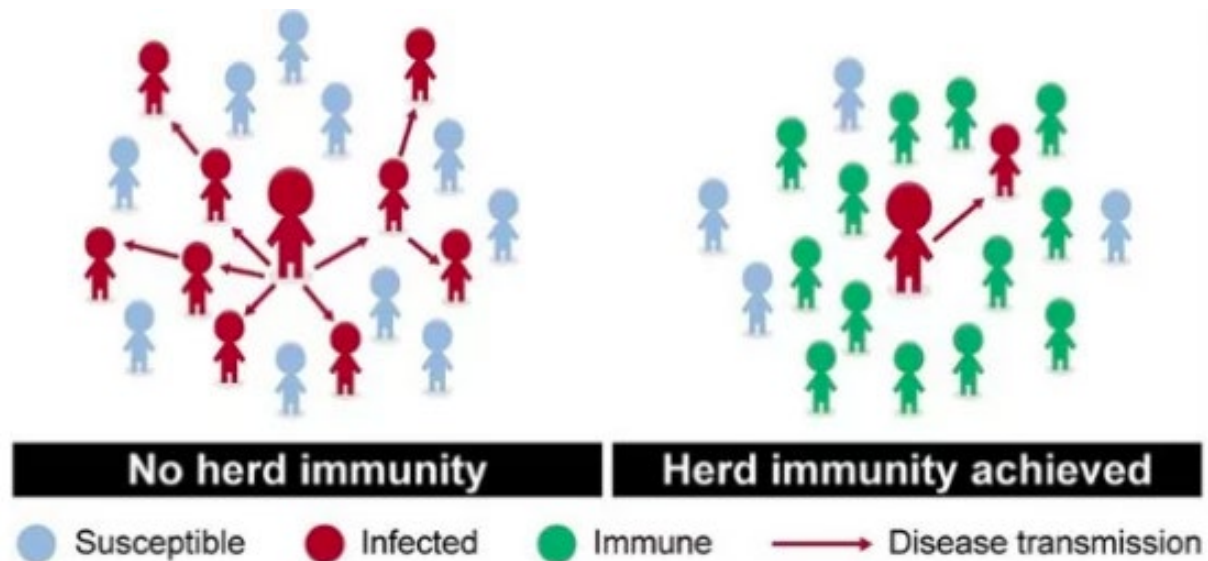 No herd immunity
Herd immunity achieved
Susceptible
Infected
Immune
Disease transmission